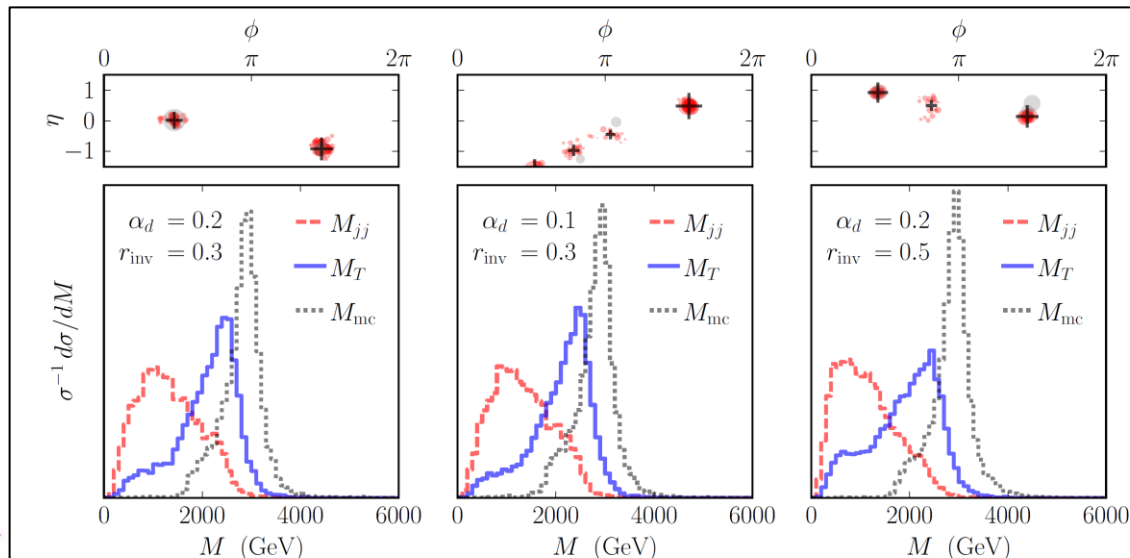 φ φ φ
0 π 2π 0 π 2π 0 π 2π
η 1 0 −1
α_d = 0.2 M_jj α_d = 0.1 M_jj α_d = 0.2 M_jj
r_inv = 0.3 r_inv = 0.3 r_inv = 0.5
M_T M_T M_T
M_mc M_mc M_mc
σ⁻¹ dσ/dM
0 2000 4000 6000 0 2000 4000 6000 0 2000 4000 6000
M (GeV) M (GeV) M (GeV)